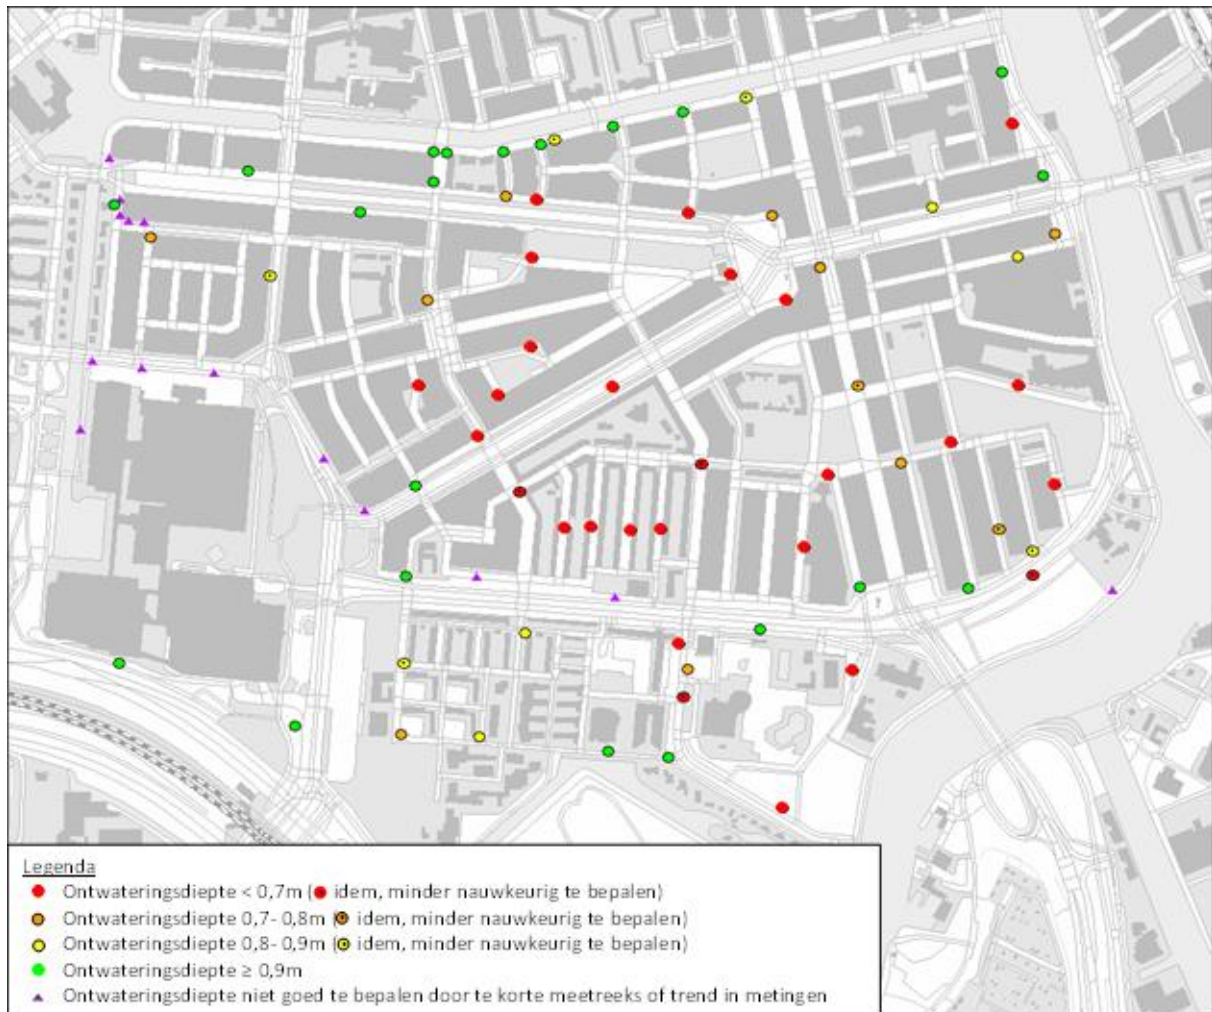 Legenda
Ontwateringsdiepte < 0,7m ( idem, minder nauwkeurig te bepalen)
Ontwateringsdiepte 0,7- 0,8m ( idem, minder nauwkeurig te bepalen)
Ontwateringsdiepte 0,8- 0,9m ( idem, minder nauwkeurig te bepalen)
Ontwateringsdiepte ≥ 0,9m
Ontwateringsdiepte niet goed te bepalen door te korte meetreeks of trend in metingen